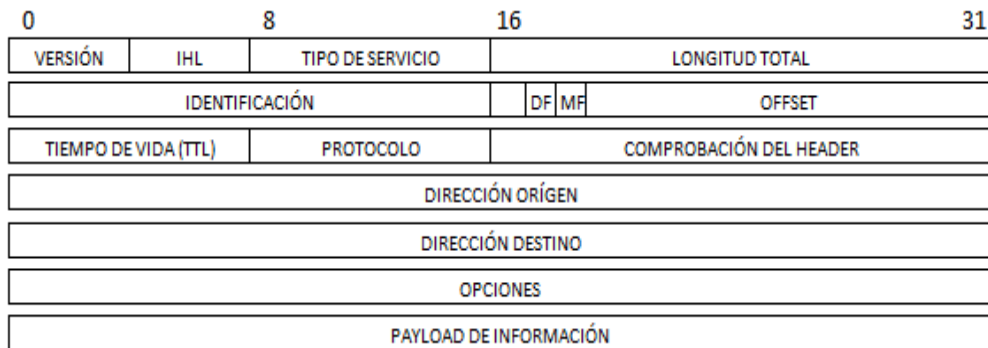 0 8 16 31
VERSIÓN IHL TIPO DE SERVICIO LONGITUD TOTAL
IDENTIFICACIÓN DF MF OFFSET
TIEMPO DE VIDA (TTL) PROTOCOLO COMPROBACIÓN DEL HEADER
DIRECCIÓN ORÍGEN
DIRECCIÓN DESTINO
OPCIONES
PAYLOAD DE INFORMACIÓN